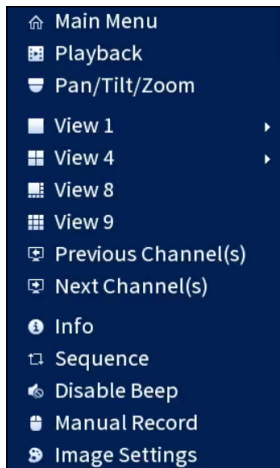 Main Menu
Playback
Pan/Tilt/Zoom
View 1
View 4
View 8
View 9
Previous Channel(s)
Next Channel(s)
Info
Sequence
Disable Beep
Manual Record
Image Settings